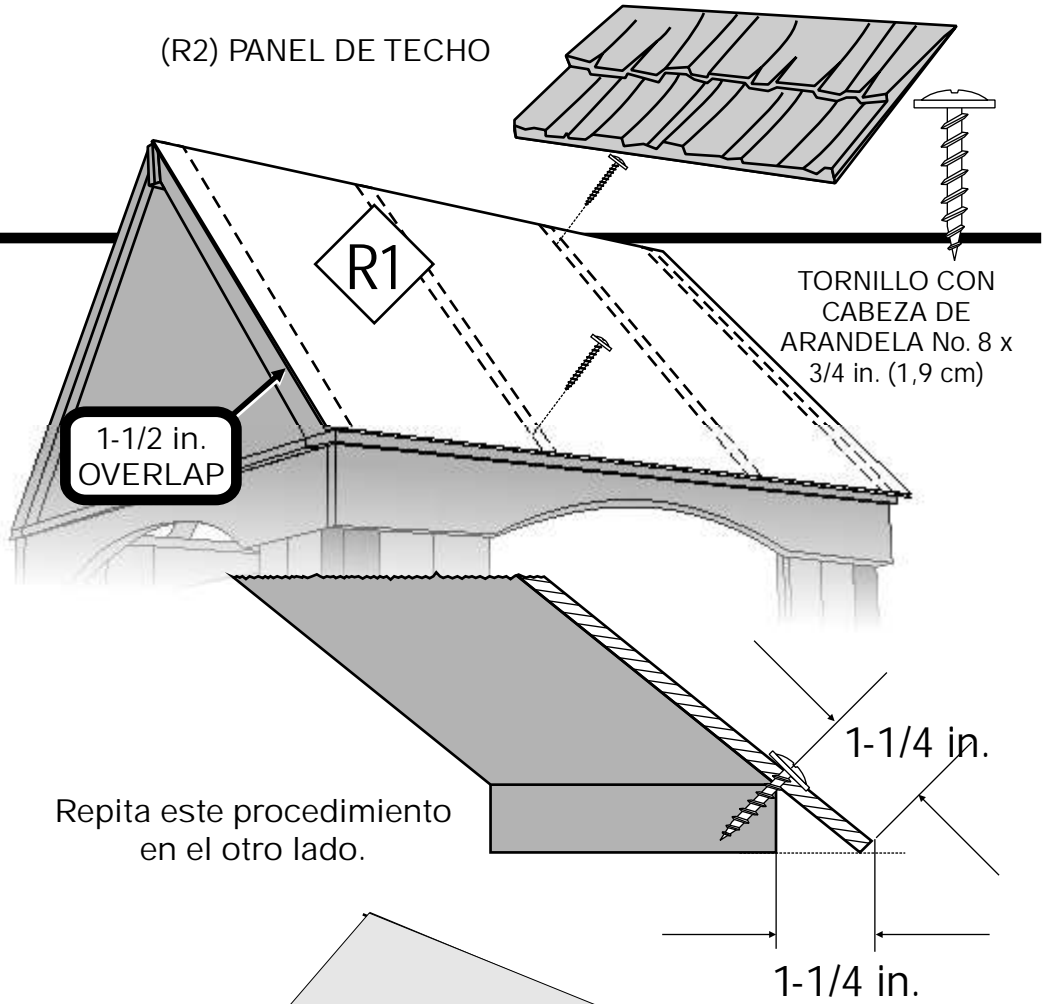 (R2) PANEL DE TECHO
R1
TORNILLO CON
CABEZA DE
ARANDELA No. 8 x
3/4 in. (1,9 cm)
1-1/2 in.
OVERLAP
1-1/4 in.
Repita este procedimiento
en el otro lado.
1-1/4 in.